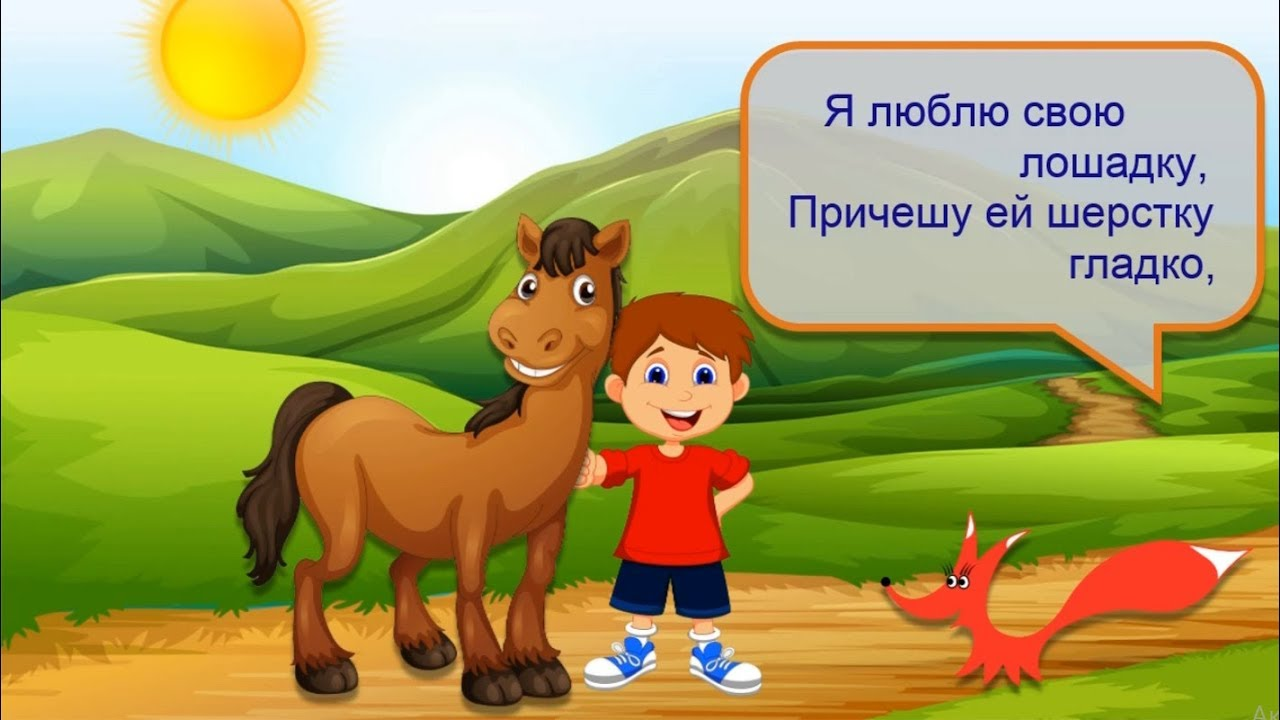 Я люблю свою
лошадку,
Причешу ей шерстку
гладко,